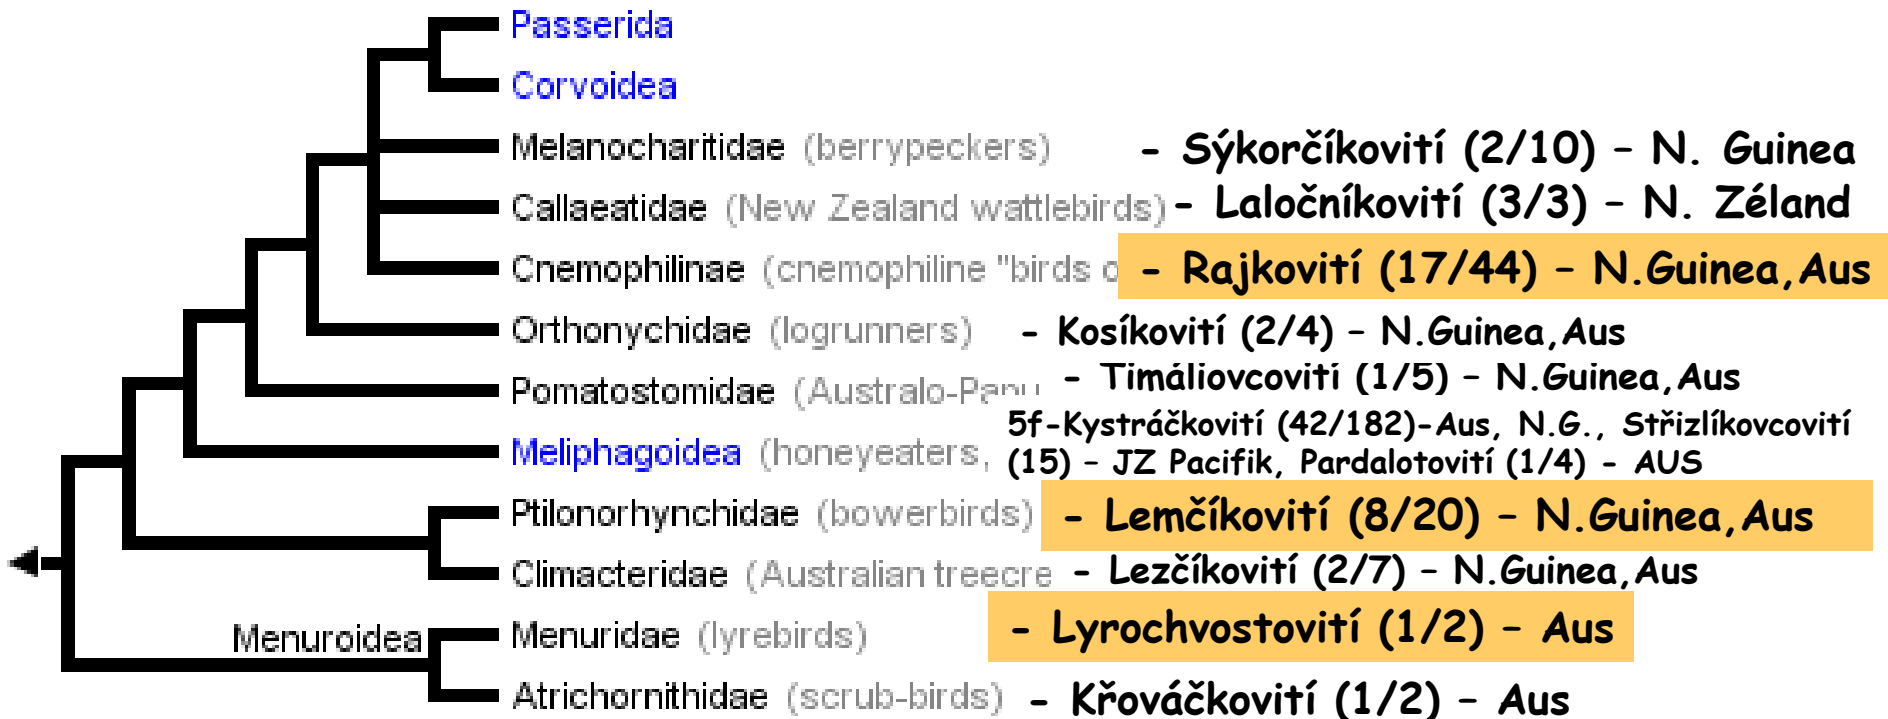 Passerida
Corvoidea
Melanocharitidae (berrypeckers) - Sýkorčíkovití (2/10) – N. Guinea
Callaeatidae (New Zealand wattlebirds) - Laločníkovití (3/3) – N. Zéland
Cnemophilinae (cnemophiline "birds - Rajkovití (17/44) – N.Guinea,Aus
Orthonychidae (logrunners) - Kosíkovití (2/4) – N.Guinea,Aus
Pomatostomidae (Australo-Papu - Timáliovcovití (1/5) – N.Guinea,Aus
5f-Kystráčkovití (42/182)-Aus, N.G., Střizlíkovcovití
Meliphagoidea (honeyeaters, (15) – JZ Pacifik, Pardalotovití (1/4) - AUS
Ptilonorhynchidae (bowerbirds) - Lemčíkovití (8/20) – N.Guinea,Aus
Climacteridae (Australian treecre - Lezčíkovití (2/7) – N.Guinea,Aus
Menuroidea Menuridae (lyrebirds) - Lyrochvostovití (1/2) – Aus
Atrichornithidae (scrub-birds) - Křováčkovití (1/2) – Aus